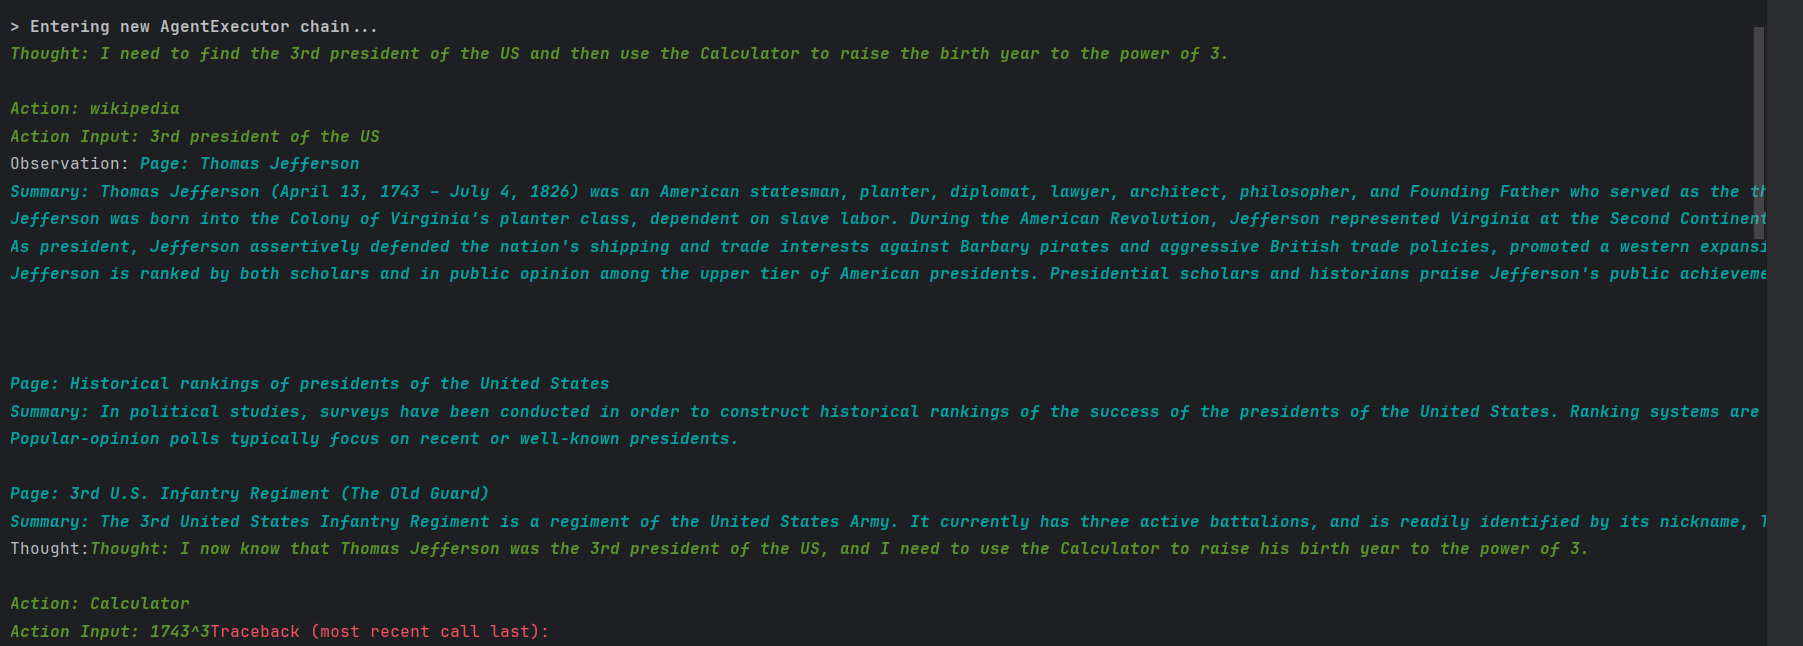 > Entering new AgentExecutor chain...
Thought: I need to find the 3rd president of the US and then use the Calculator to raise the birth year to the power of 3.
Action: wikipedia
Action Input: 3rd president of the US
Observation: Page: Thomas Jefferson
Summary: Thomas Jefferson (April 13, 1743 – July 4, 1826) was an American statesman, planter, diplomat, lawyer, architect, philosopher, and Founding Father who served as the th
Jefferson was born into the Colony of Virginia's planter class, dependent on slave labor. During the American Revolution, Jefferson represented Virginia at the Second Continent
As president, Jefferson assertively defended the nation's shipping and trade interests against Barbary pirates and aggressive British trade policies, promoted a western expansi
Jefferson is ranked by both scholars and in public opinion among the upper tier of American presidents. Presidential scholars and historians praise Jefferson's public achieveme
Page: Historical rankings of presidents of the United States
Summary: In political studies, surveys have been conducted in order to construct historical rankings of the success of the presidents of the United States. Ranking systems are
Popular-opinion polls typically focus on recent or well-known presidents.
Page: 3rd U.S. Infantry Regiment (The Old Guard)
Summary: The 3rd United States Infantry Regiment is a regiment of the United States Army. It currently has three active battalions, and is readily identified by its nickname,
Thought:Thought: I now know that Thomas Jefferson was the 3rd president of the US, and I need to use the Calculator to raise his birth year to the power of 3.
Action: Calculator
Action Input: 1743^3Traceback (most recent call last):